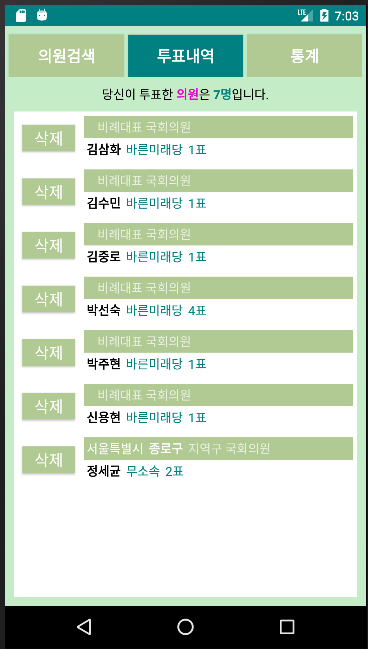 LTE 7:03
의원검색 투표내역 통계
당신이 투표한 의원은 7명입니다.
삭제 비례대표 국회의원
김삼화 바른미래당 1표
삭제 비례대표 국회의원
김수민 바른미래당 1표
삭제 비례대표 국회의원
김중로 바른미래당 1표
삭제 비례대표 국회의원
박선숙 바른미래당 4표
삭제 비례대표 국회의원
박주현 바른미래당 1표
삭제 비례대표 국회의원
신용현 바른미래당 1표
삭제 서울특별시 종로구 지역구 국회의원
정세균 무소속 2표